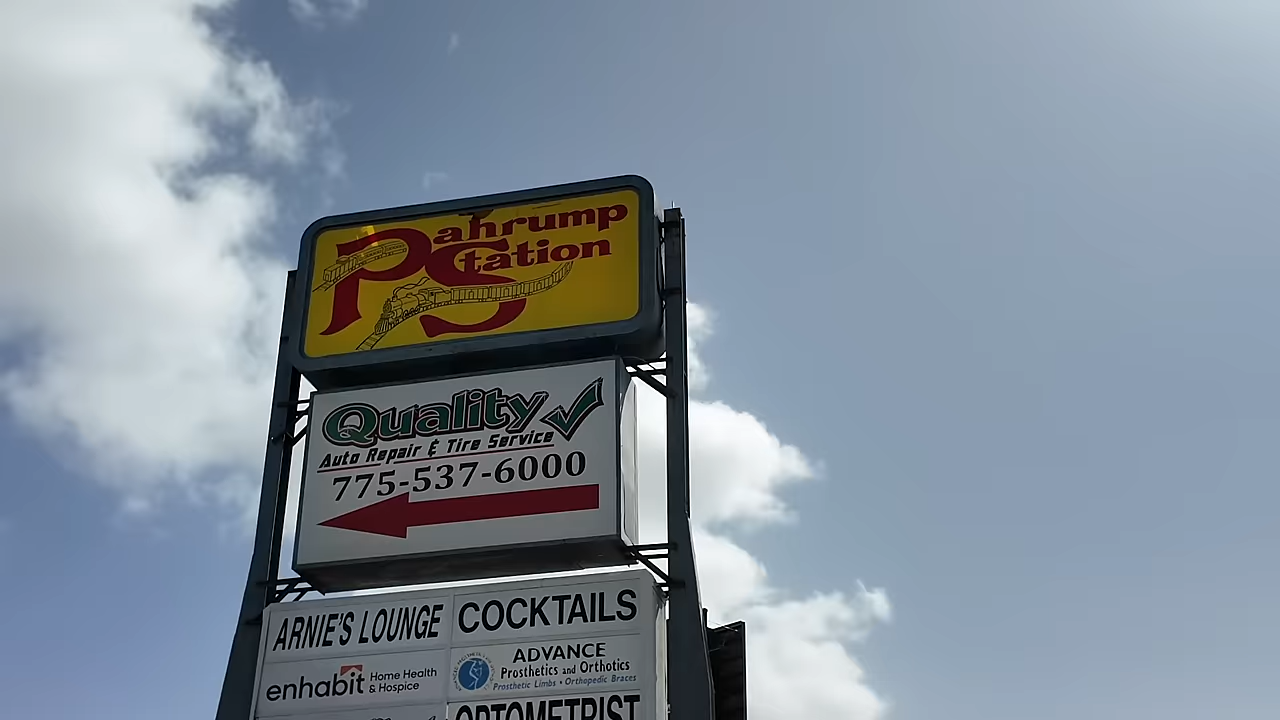 Pahrump
Station
Quality
Auto Repair & Tire Service
775-537-6000
ARNIE'S LOUNGE
COCKTAILS
enhabit Home Health
& Hospice
ADVANCE
Prosthetics and Orthotics
Prosthetic Limbs • Orthopedic Braces
OPTOMETRIST